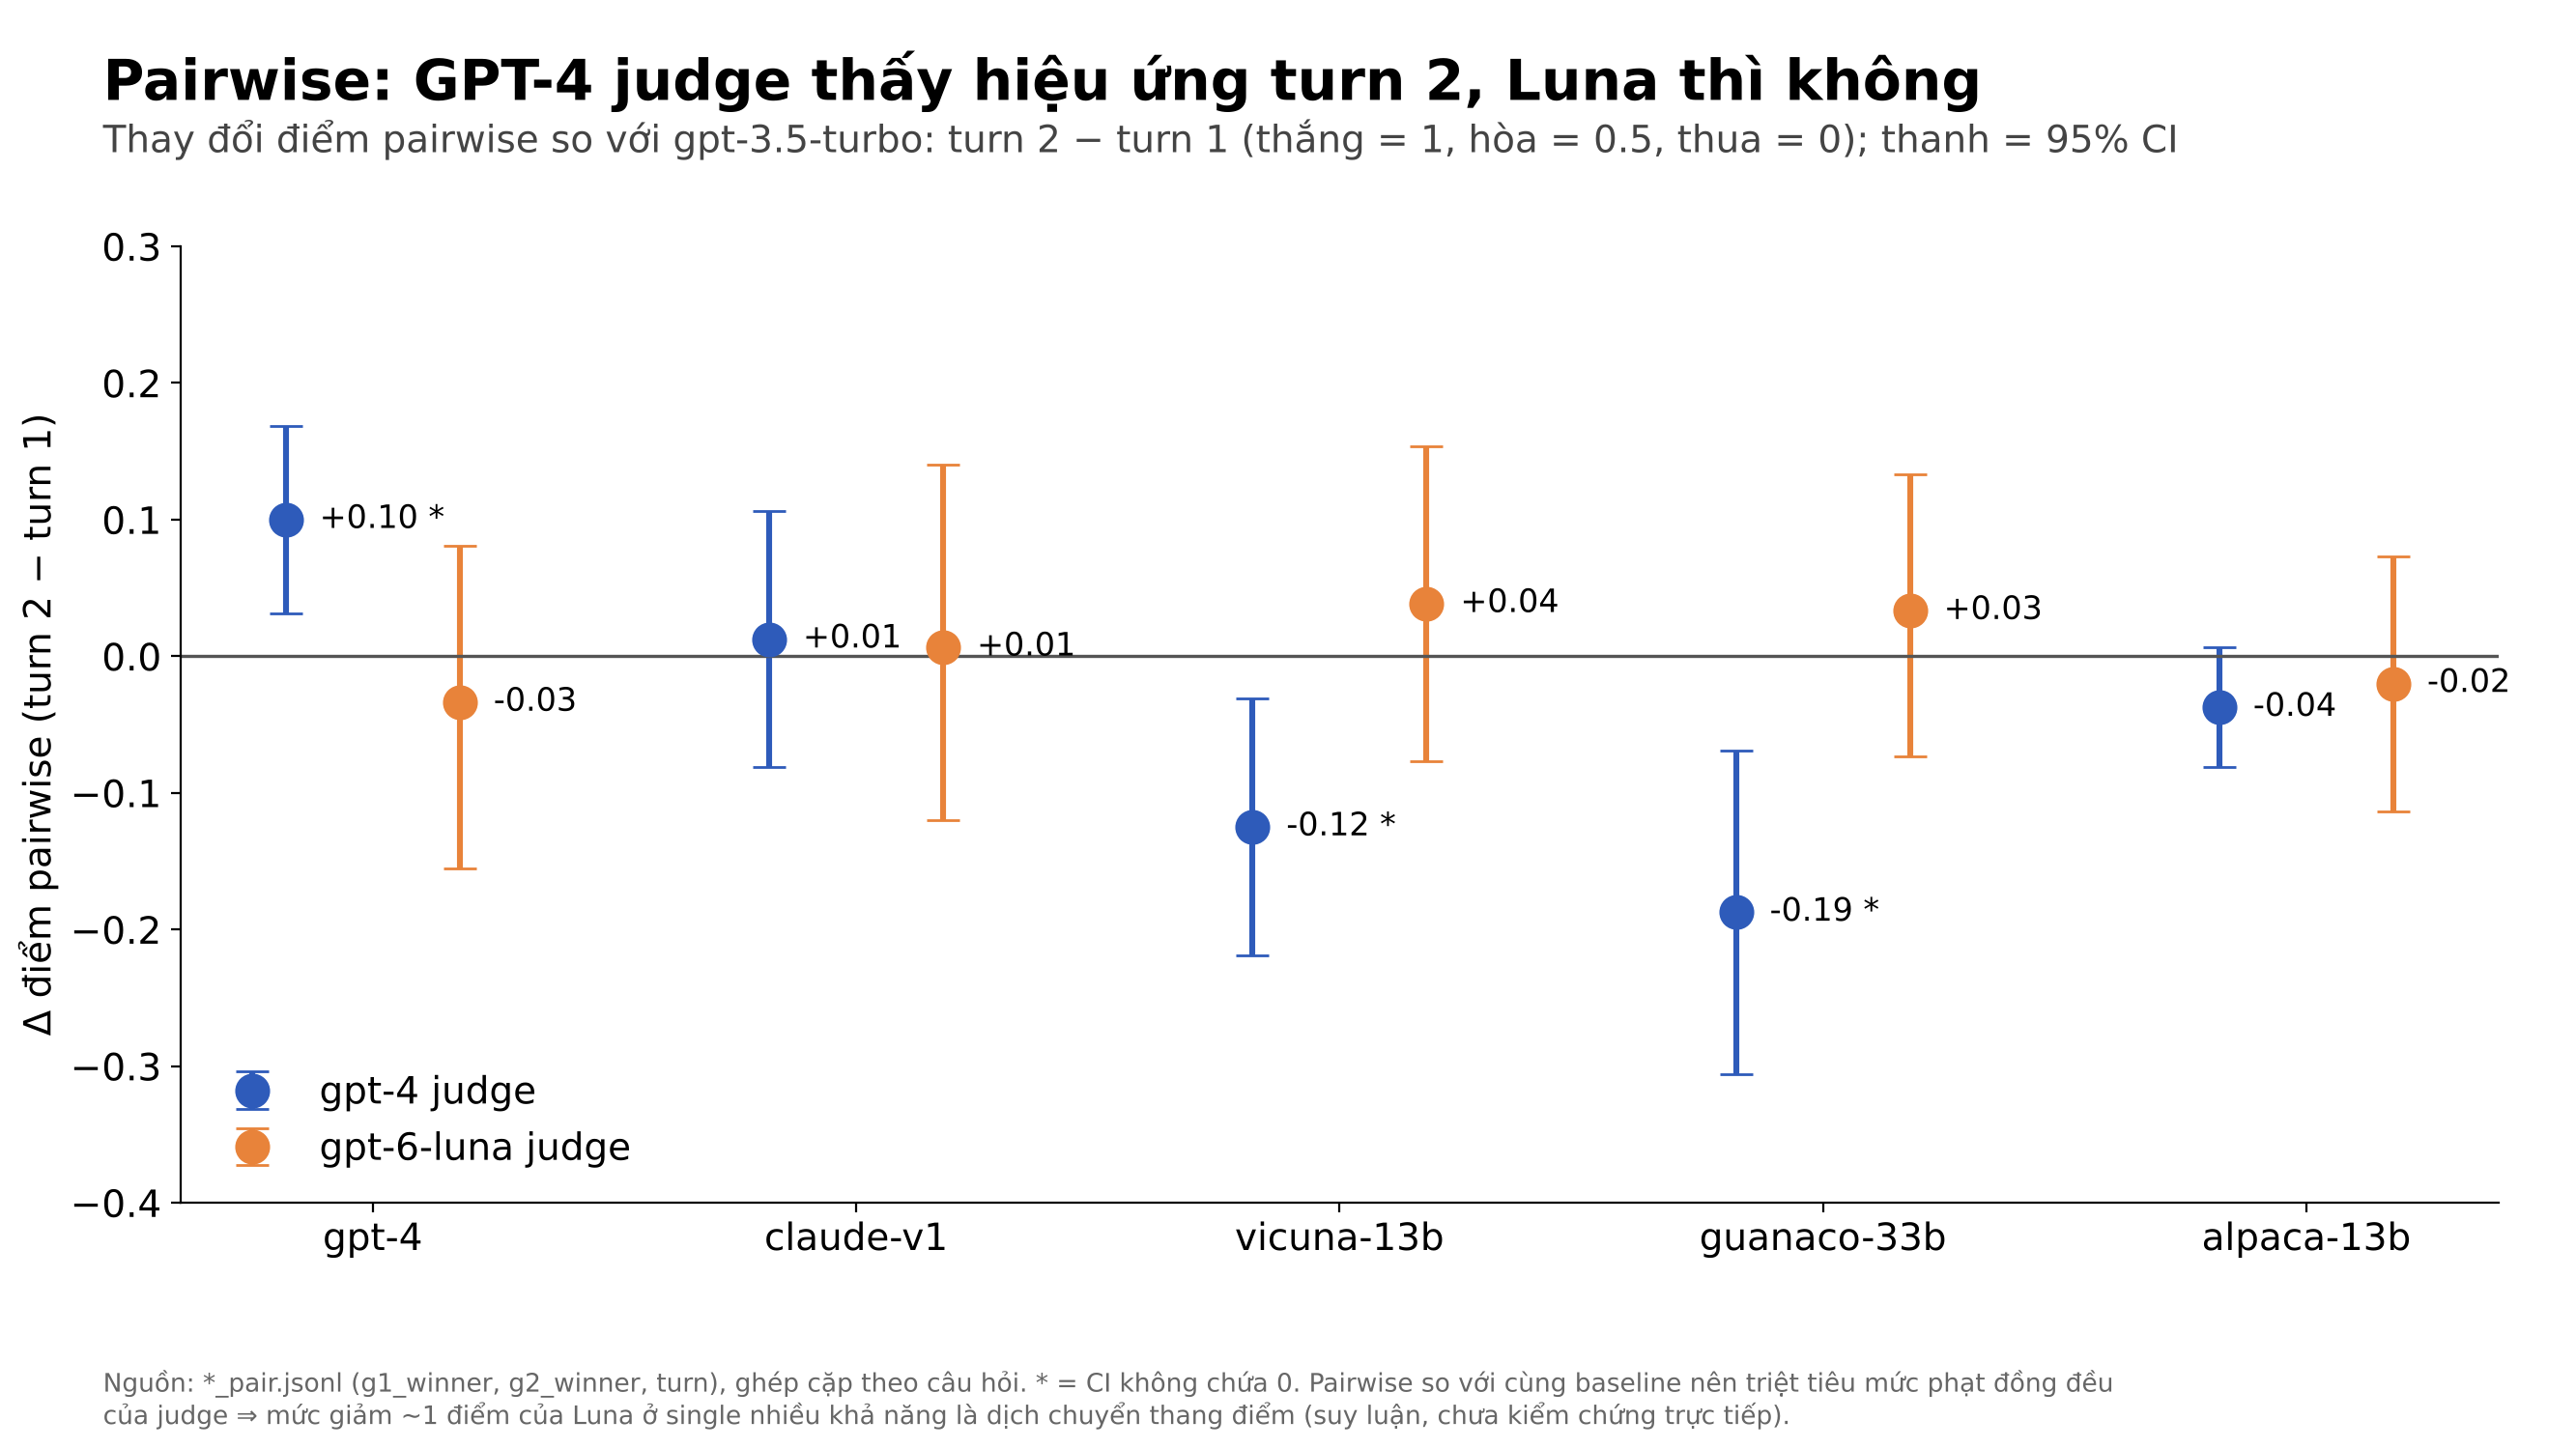 Pairwise: GPT-4 judge thấy hiệu ứng turn 2, Luna thì không
Thay đổi điểm pairwise so với gpt-3.5-turbo: turn 2 − turn 1 (thắng = 1, hòa = 0.5, thua = 0); thanh = 95% CI
Δ điểm pairwise (turn 2 − turn 1)
0.3
0.2
0.1
0.0
−0.1
−0.2
−0.3
−0.4
+0.10 *
-0.03
+0.01
+0.01
-0.12 *
+0.04
-0.19 *
+0.03
-0.04
-0.02
gpt-4 judge
gpt-6-luna judge
gpt-4
claude-v1
vicuna-13b
guanaco-33b
alpaca-13b
Nguồn: *_pair.jsonl (g1_winner, g2_winner, turn), ghép cặp theo câu hỏi. * = CI không chứa 0. Pairwise so với cùng baseline nên triệt tiêu mức phạt đồng đều
của judge ⇒ mức giảm ~1 điểm của Luna ở single nhiều khả năng là dịch chuyển thang điểm (suy luận, chưa kiểm chứng trực tiếp).